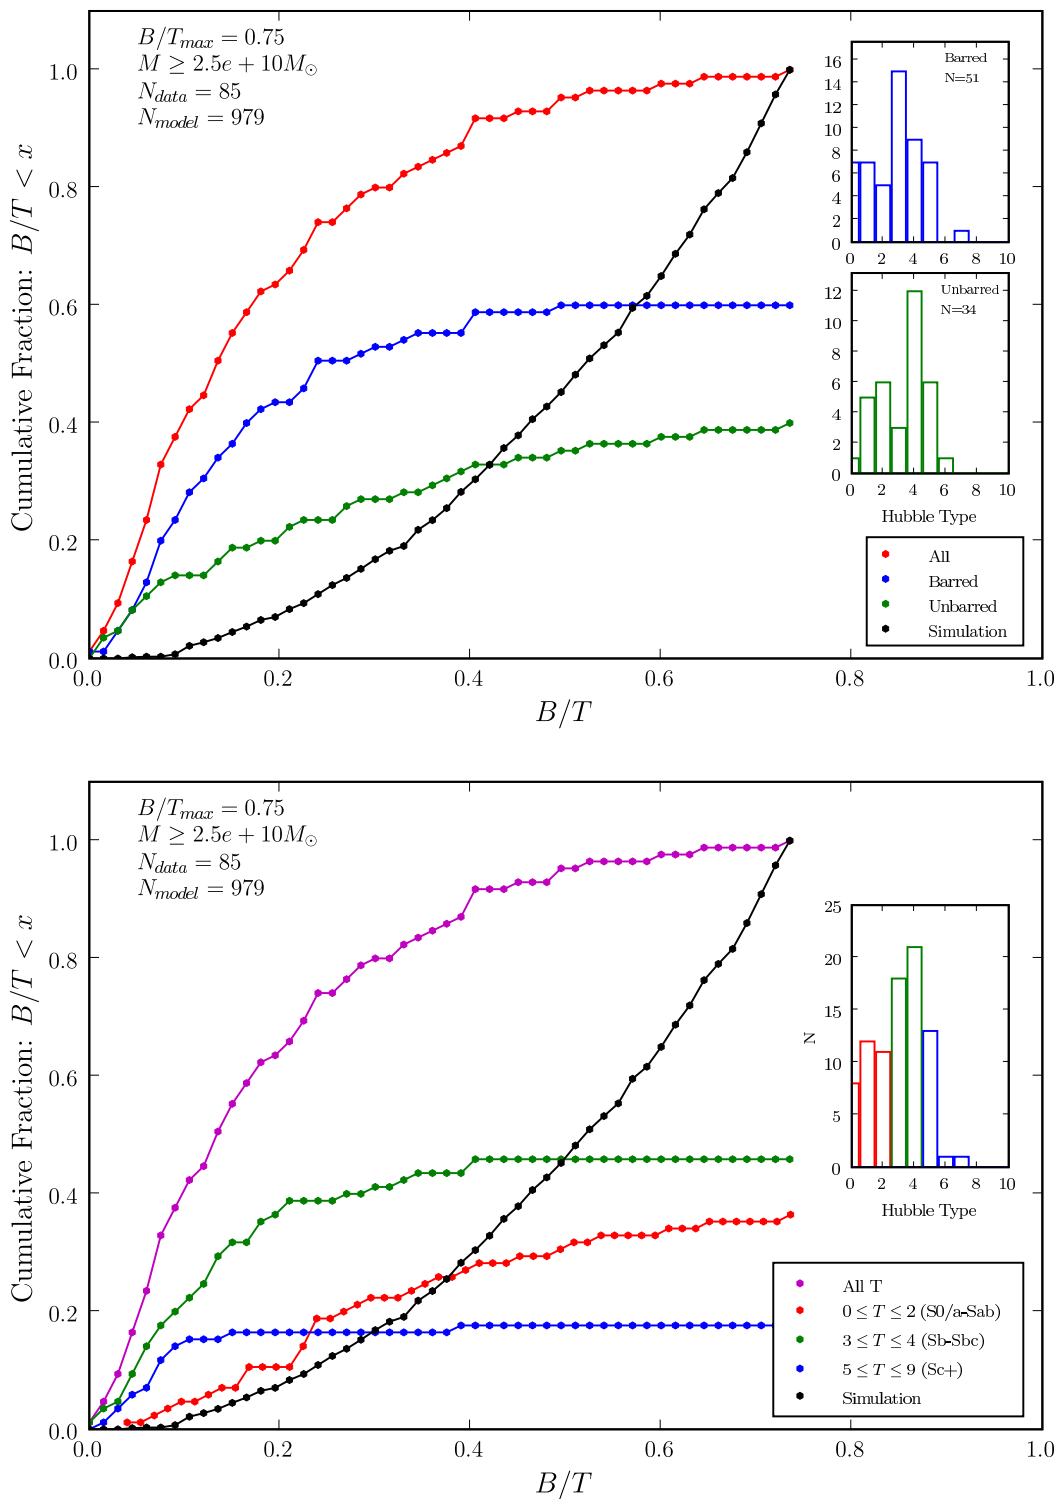 B/T_max = 0.75
M ≥ 2.5e + 10M_⊙
N_data = 85
N_model = 979
Cumulative Fraction: B/T < x
1.0
0.8
0.6
0.4
0.2
0.0
0.0 0.2 0.4 0.6 0.8 1.0
B/T
Barred
N=51
16
14
12
10
8
6
4
2
0
0 2 4 6 8 10
Unbarred
N=34
12
10
8
6
4
2
0
0 2 4 6 8 10
Hubble Type
All
Barred
Unbarred
Simulation
B/T_max = 0.75
M ≥ 2.5e + 10M_⊙
N_data = 85
N_model = 979
Cumulative Fraction: B/T < x
1.0
0.8
0.6
0.4
0.2
0.0
0.0 0.2 0.4 0.6 0.8 1.0
B/T
N
25
20
15
10
5
0
0 2 4 6 8 10
Hubble Type
All T
0 ≤ T ≤ 2 (S0/a-Sab)
3 ≤ T ≤ 4 (Sb-Sbc)
5 ≤ T ≤ 9 (Sc+)
Simulation